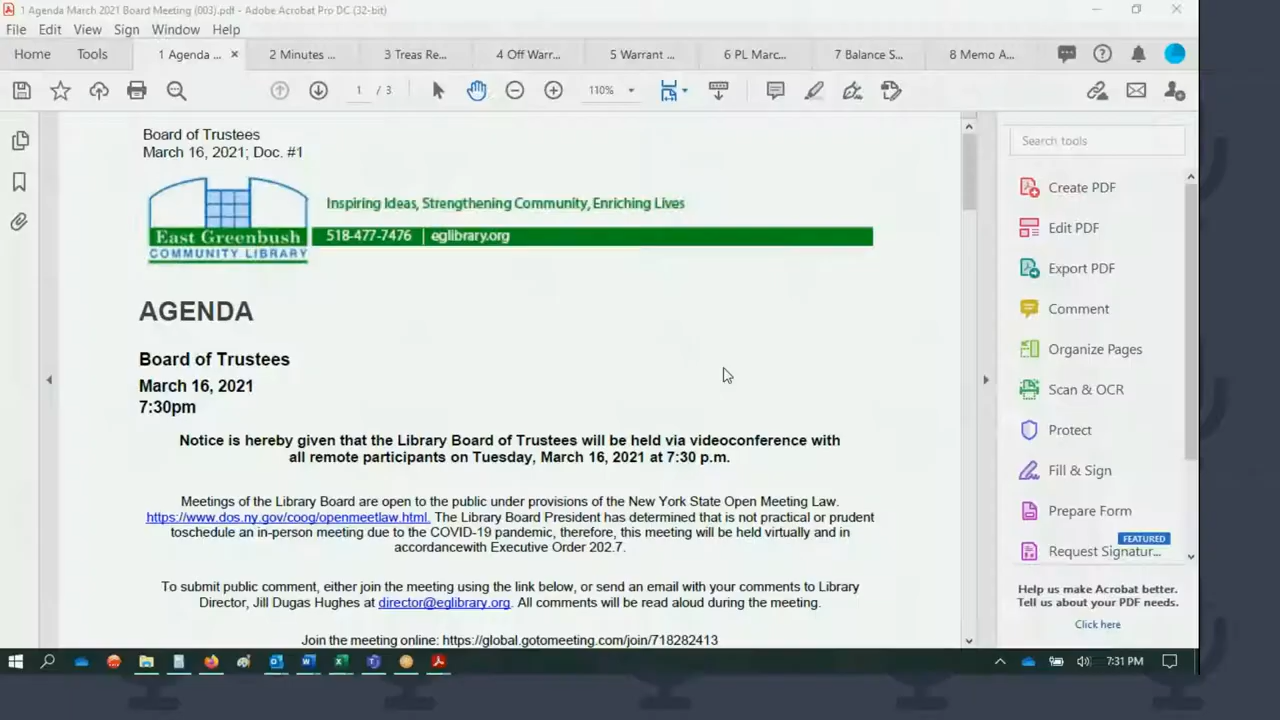 1 Agenda March 2021 Board Meeting (003).pdf - Adobe Acrobat Pro DC (32-bit)
File Edit View Sign Window Help
Home Tools 1 Agenda ... × 2 Minutes ... 3 Treas Re... 4 Off Warr... 5 Warrant ... 6 PL Marc... 7 Balance S... 8 Memo A...
1 / 3 110%
Board of Trustees
March 16, 2021; Doc. #1
Inspiring Ideas, Strengthening Community, Enriching Lives
518-477-7476 | eglibrary.org
East Greenbush
COMMUNITY LIBRARY
AGENDA
Board of Trustees
March 16, 2021
7:30pm
Notice is hereby given that the Library Board of Trustees will be held via videoconference with
all remote participants on Tuesday, March 16, 2021 at 7:30 p.m.
Meetings of the Library Board are open to the public under provisions of the New York State Open Meeting Law.
https://www.dos.ny.gov/coog/openmeetlaw.html. The Library Board President has determined that is not practical or prudent
toschedule an in-person meeting due to the COVID-19 pandemic, therefore, this meeting will be held virtually and in
accordancewith Executive Order 202.7.
To submit public comment, either join the meeting using the link below, or send an email with your comments to Library
Director, Jill Dugas Hughes at director@eglibrary.org. All comments will be read aloud during the meeting.
Join the meeting online: https://global.gotomeeting.com/join/718282413
Search tools
Create PDF
Edit PDF
Export PDF
Comment
Organize Pages
Scan & OCR
Protect
Fill & Sign
Prepare Form
FEATURED
Request Signatur...
Help us make Acrobat better.
Tell us about your PDF needs.
Click here
7:31 PM